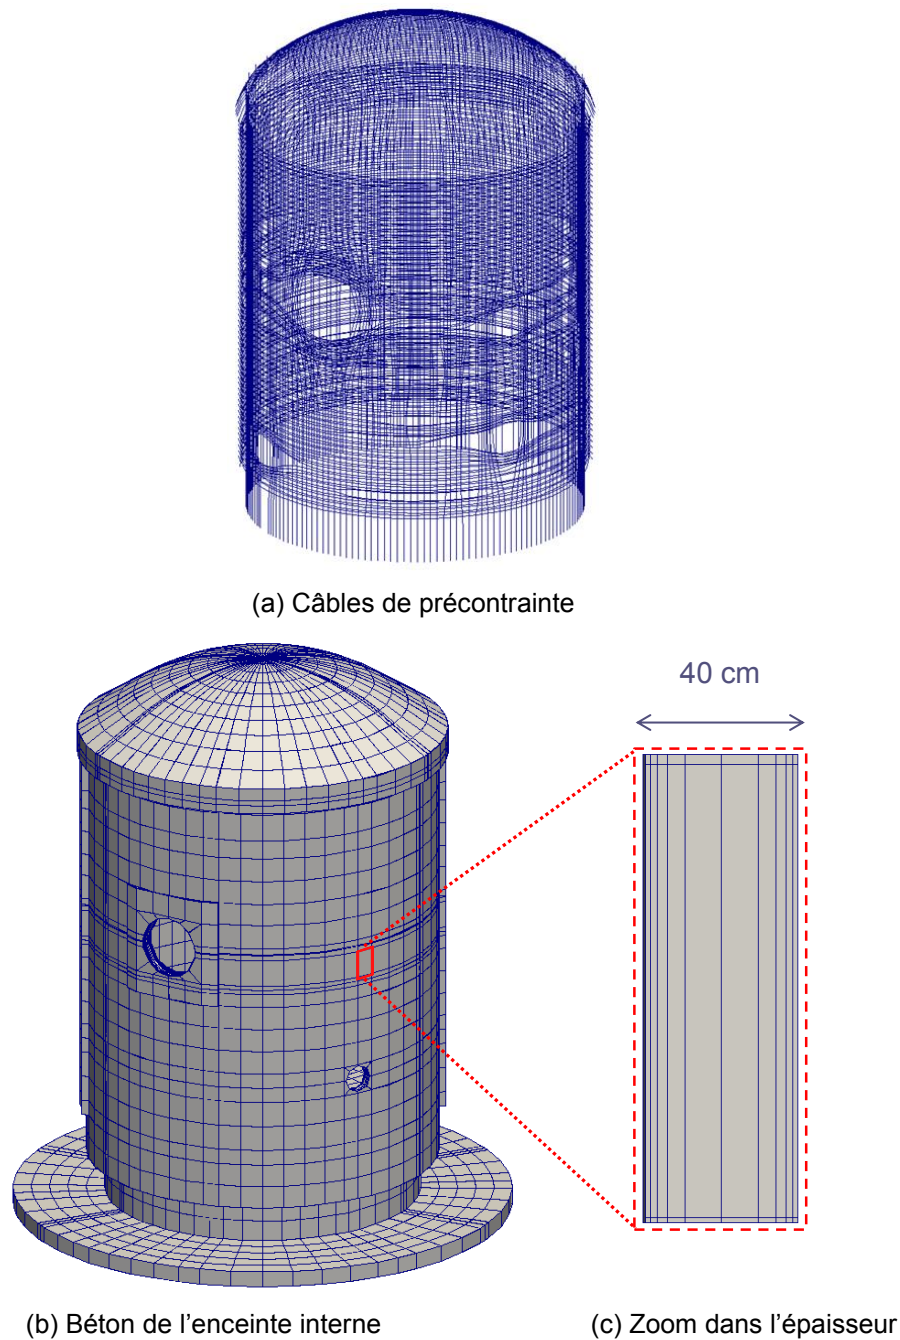 (a) Câbles de précontrainte
40 cm
(b) Béton de l’enceinte interne
(c) Zoom dans l’épaisseur